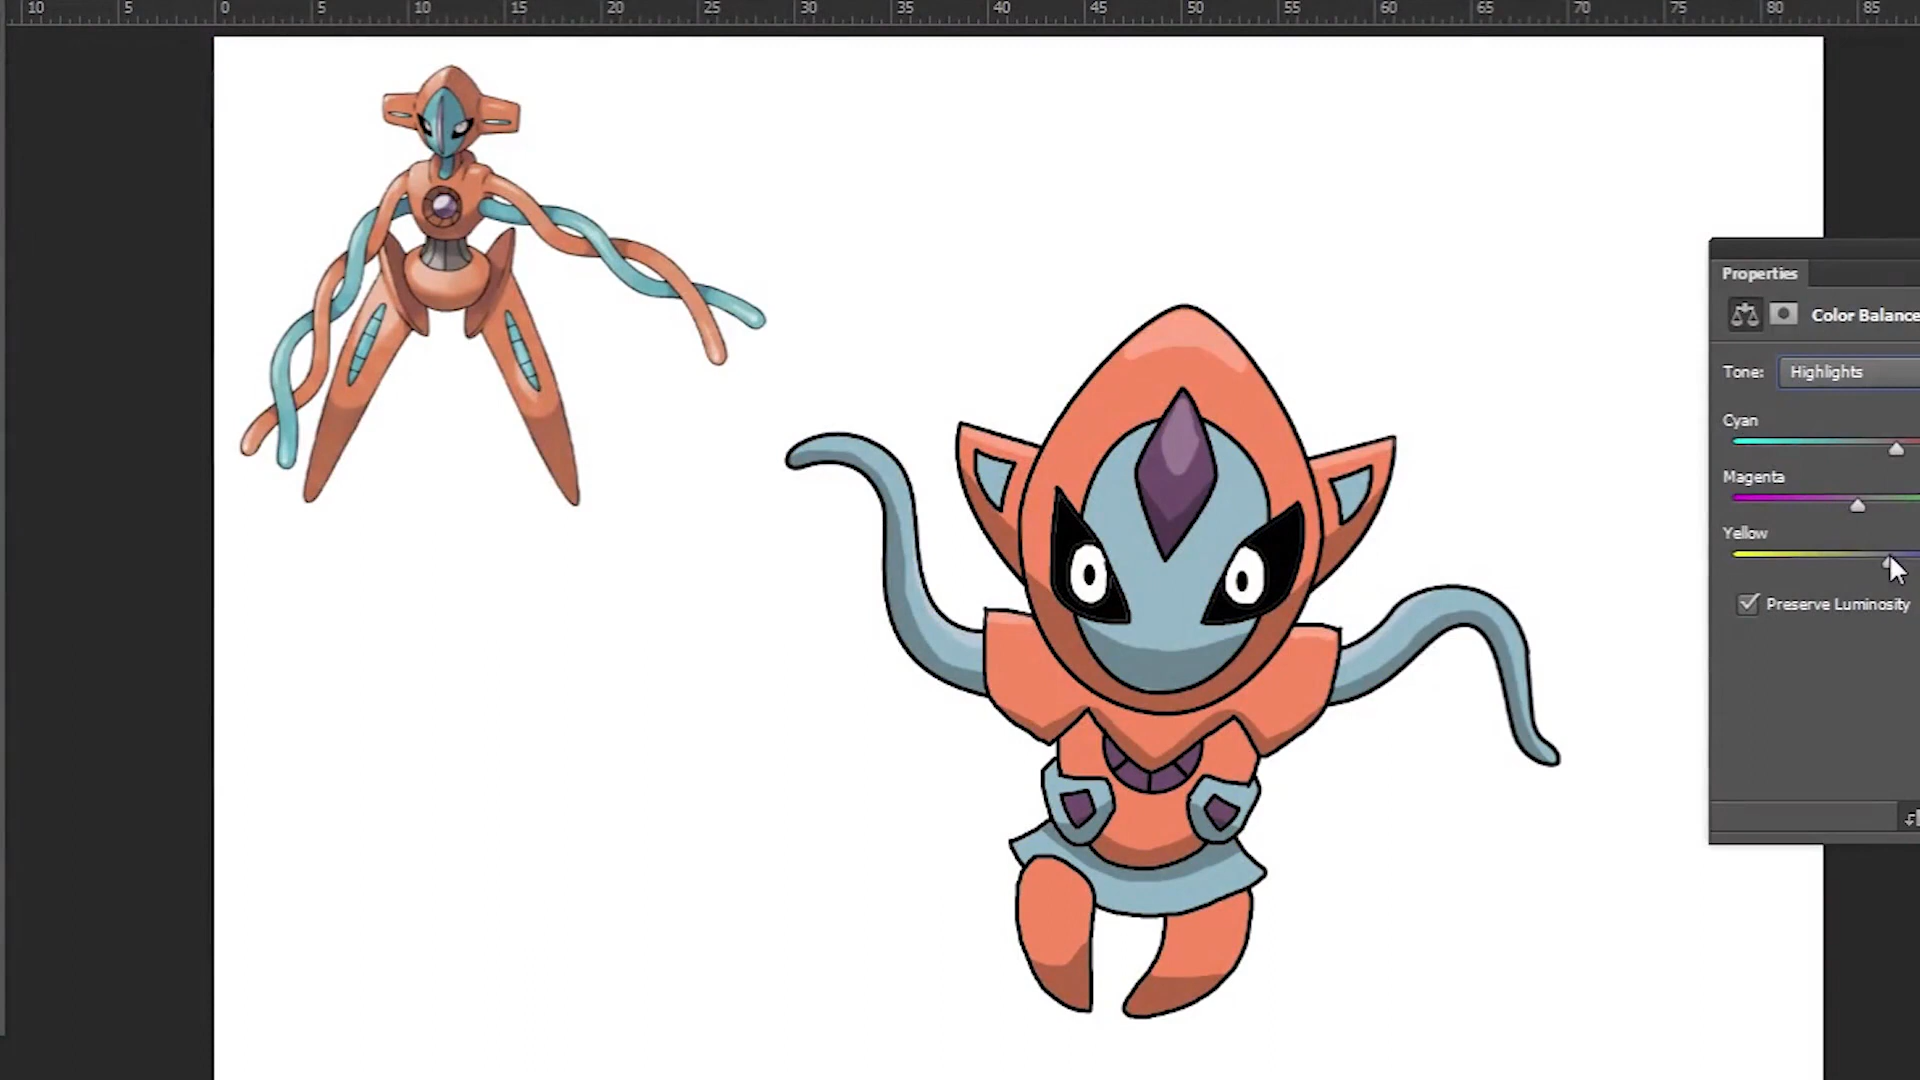 10 5 0 5 10 15 20 25 30 35 40 45 50 55 60 65 70 75 80 85
Properties
Color Balance
Tone: Highlights
Cyan
Magenta
Yellow
Preserve Luminosity